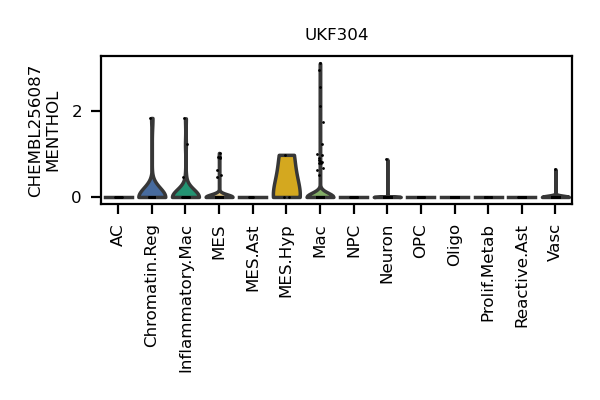 UKF304
CHEMBL256087
MENTHOL
2
0
AC
Chromatin.Reg
Inflammatory.Mac
MES
MES.Ast
MES.Hyp
Mac
NPC
Neuron
OPC
Oligo
Prolif.Metab
Reactive.Ast
Vasc